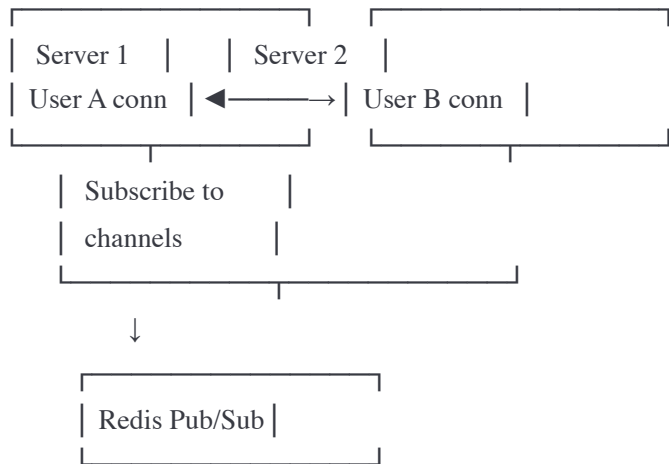 Server 1 Server 2
User A conn User B conn
Subscribe to
channels
Redis Pub/Sub